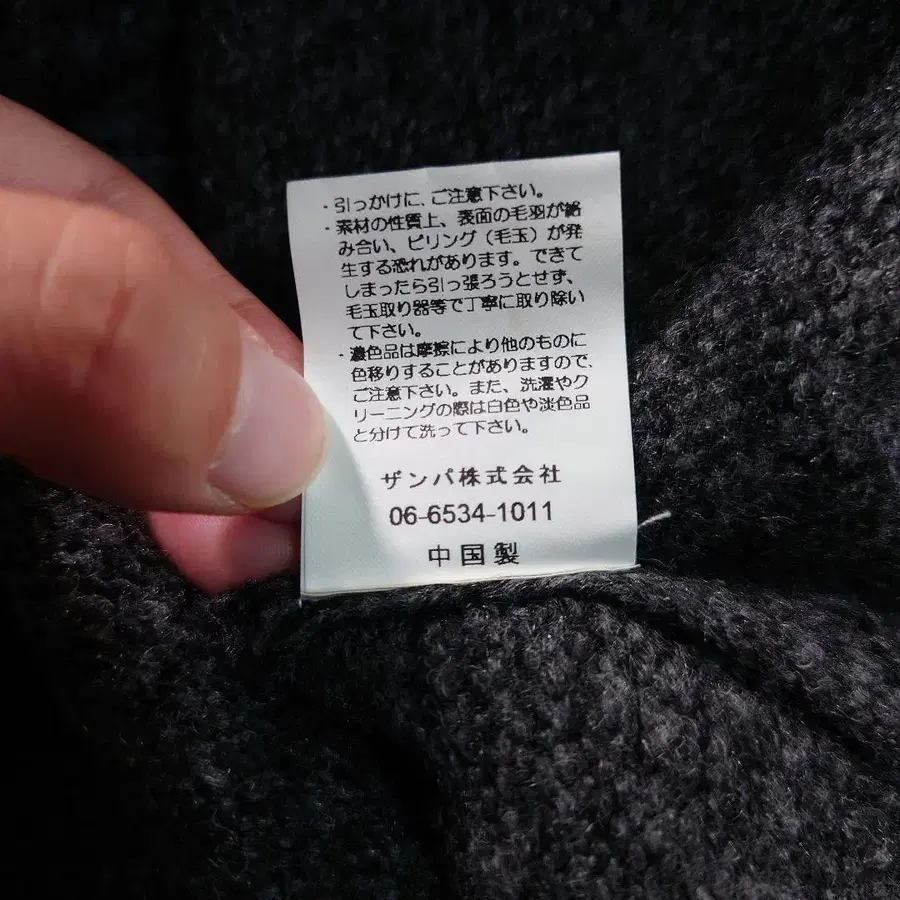 ・引っかけに、ご注意下さい。
・素材の性質上、表面の毛羽が絡
み合い、ピリング（毛玉）が発
生する恐れがあります。できて
しまったら引っ張ろうとせず、
毛玉取り器等で丁寧に取り除い
て下さい。
・濃色品は摩擦により他のものに
色移りすることがありますので、
ご注意下さい。また、洗濯やク
リーニングの際は白色や淡色品
と分けて洗って下さい。
ザンパ株式会社
06-6534-1011
中国製